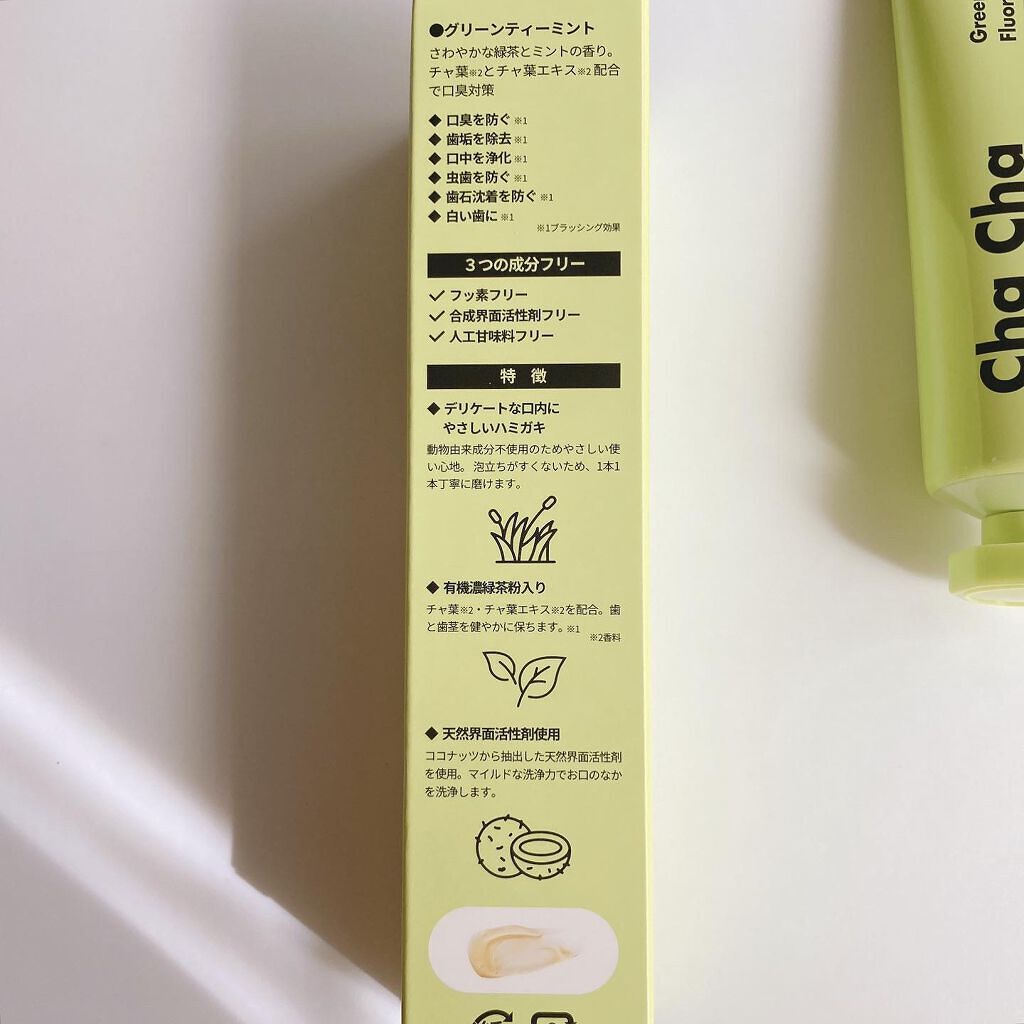 ●グリーンティーミント
さわやかな緑茶とミントの香り。
チャ葉※2とチャ葉エキス※2 配合
で口臭対策
◆ 口臭を防ぐ ※1
◆ 歯垢を除去 ※1
◆ 口中を浄化 ※1
◆ 虫歯を防ぐ ※1
◆ 歯石沈着を防ぐ ※1
◆ 白い歯に ※1
※1ブラッシング効果
3つの成分フリー
✓ フッ素フリー
✓ 合成界面活性剤フリー
✓ 人工甘味料フリー
特 徴
◆ デリケートな口内に
やさしいハミガキ
動物由来成分不使用のためやさしい使
い心地。 泡立ちがすくないため、1本1
本丁寧に磨けます。
◆ 有機濃緑茶粉入り
チャ葉※2・チャ葉エキス※2を配合。歯
と歯茎を健やかに保ちます。※1
※2香料
◆ 天然界面活性剤使用
ココナッツから抽出した天然界面活性剤
を使用。マイルドな洗浄力でお口のなか
を洗浄します。
Green
Fluor
Cha Cha